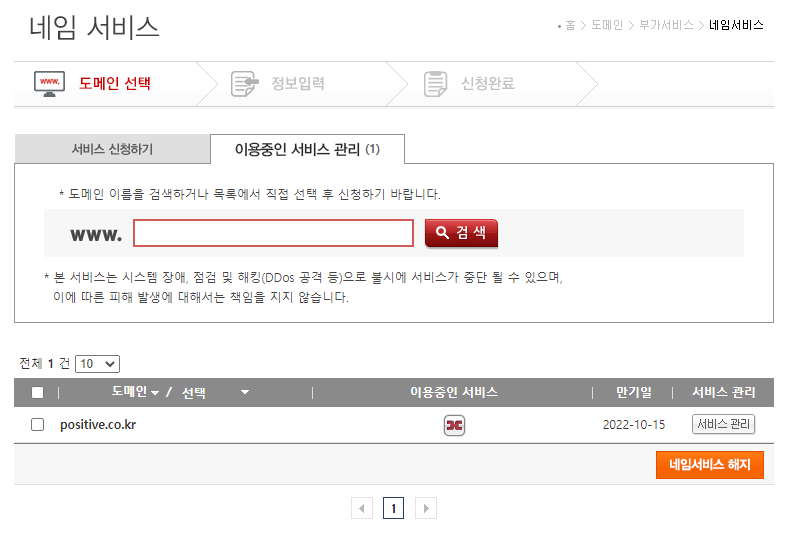 네임 서비스
• 홈 > 도메인 > 부가서비스 > 네임서비스
www. 도메인 선택
정보입력
신청완료
서비스 신청하기
이용중인 서비스 관리 (1)
* 도메인 이름을 검색하거나 목록에서 직접 선택 후 신청하기 바랍니다.
www.
검 색
* 본 서비스는 시스템 장애, 점검 및 해킹(DDos 공격 등)으로 불시에 서비스가 중단 될 수 있으며,
이에 따른 피해 발생에 대해서는 책임을 지지 않습니다.
전체 1 건 10
도메인 / 선택 이용중인 서비스 만기일 서비스 관리
positive.co.kr 2022-10-15 서비스 관리
네임서비스 해지
1